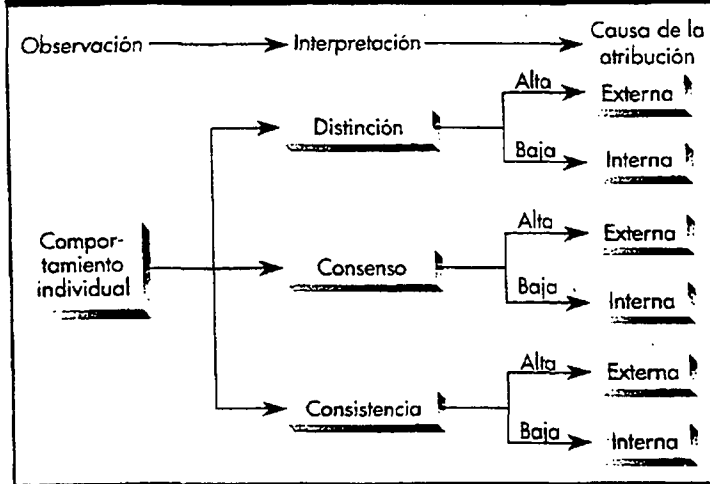 Observación
Interpretación
Causa de la
atribución
Alta
Externa
Distinción
Baja
Interna
Compor-
tamiento
individual
Alta
Externa
Consenso
Baja
Interna
Alta
Externa
Consistencia
Baja
Interna